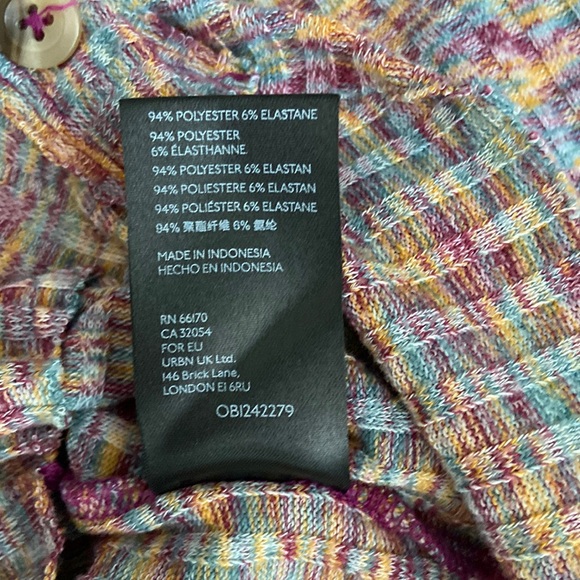 94% POLYESTER 6% ELASTANE
94% POLYESTER
6% ÉLASTHANNE
94% POLYESTER 6% ELASTAN
94% POLIESTERE 6% ELASTAN
94% POLIÉSTER 6% ELASTANE
94% 聚酯纤维 6% 氨纶
MADE IN INDONESIA
HECHO EN INDONESIA
RN 66170
CA 32054
FOR EU
URBN UK Ltd.
146 Brick Lane,
LONDON E1 6RU
OB1242279